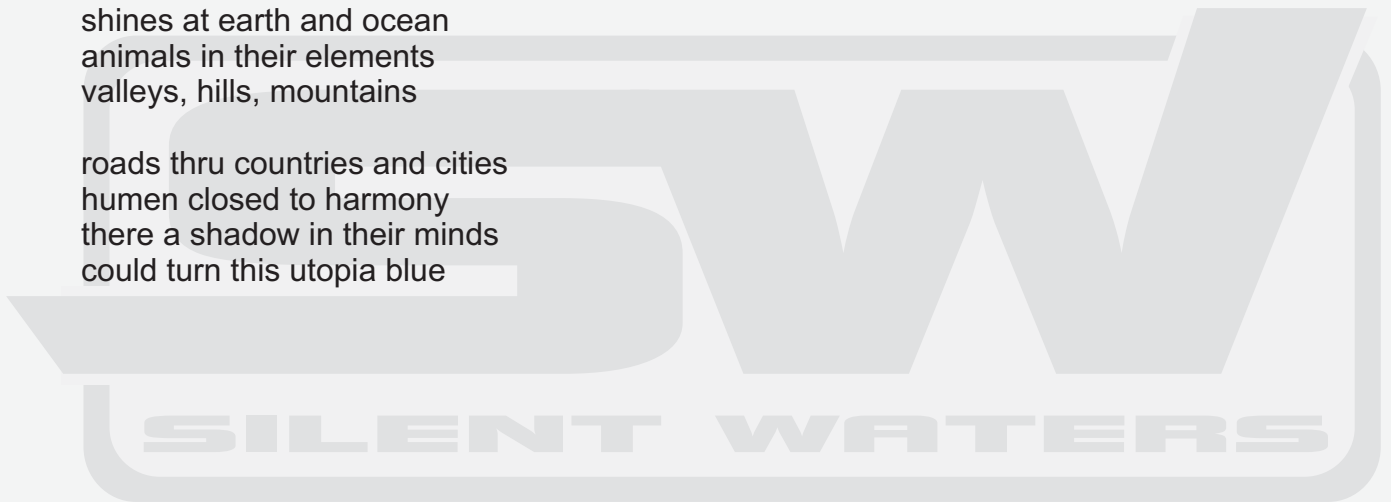 shines at earth and ocean
animals in their elements
valleys, hills, mountains

roads thru countries and cities
humen closed to harmony
there a shadow in their minds
could turn this utopia blue
SW
SILENT WATERS